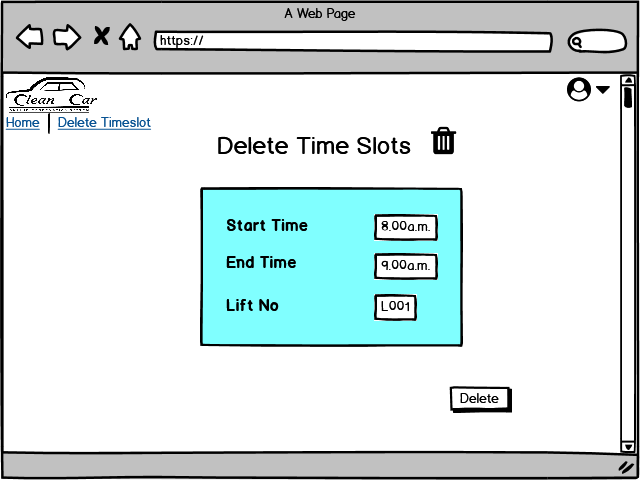 A Web Page
https://
Clean Car
Home Delete Timeslot
Delete Time Slots
Start Time 8.00a.m.
End Time 9.00a.m.
Lift No L001
Delete